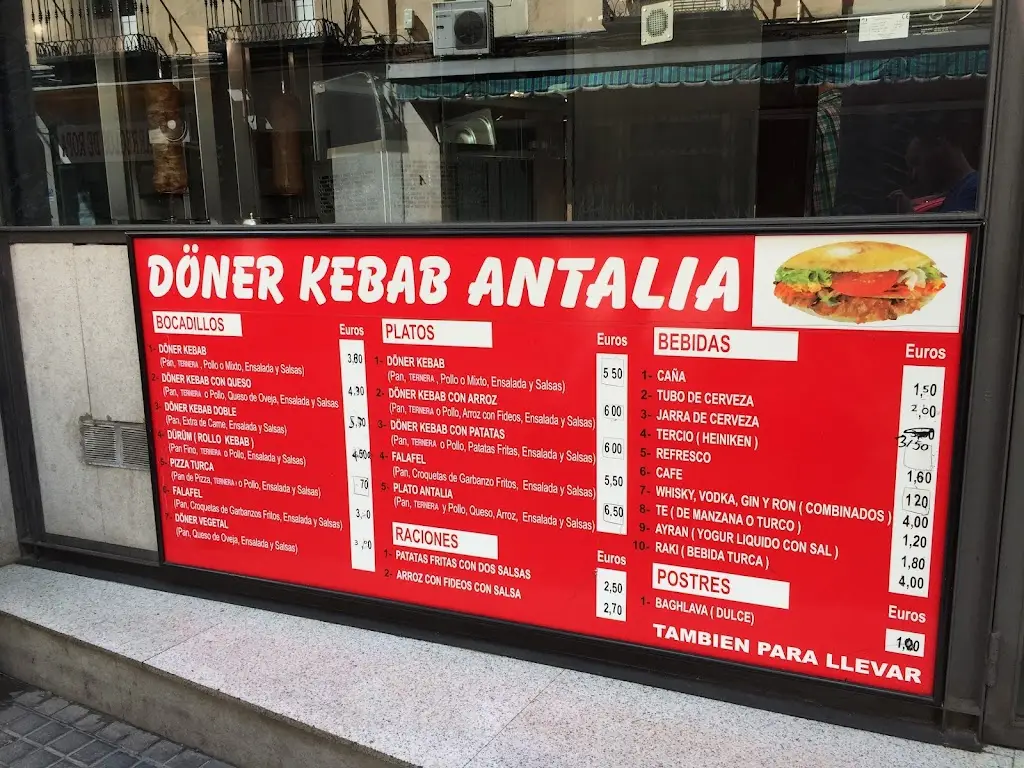 DÖNER KEBAB ANTALIA
BOCADILLOS
Euros
1- DÖNER KEBAB 3,80
(Pan, TERNERA, Pollo o Mixto, Ensalada y Salsas)
2- DÖNER KEBAB CON QUESO
(Pan, TERNERA o Pollo, Queso de Oveja, Ensalada y Salsas
3- DÖNER KEBAB DOBLE
(Pan, Extra de Carne, Ensalada y Salsas)
4- DÜRÜM ( ROLLO KEBAB )
(Pan Fino, TERNERA o Pollo, Ensalada y Salsas)
5- PIZZA TURCA
(Pan de Pizza, TERNERA o Pollo, Ensalada y Salsas)
6- FALAFEL
(Pan, Croquetas de Garbanzo Fritos, Ensalada y Salsas)
7- DÖNER VEGETAL
(Pan, Queso de Oveja, Ensalada y Salsas)
PLATOS
Euros
1- DÖNER KEBAB 5 50
(Pan, TERNERA, Pollo o Mixto, Ensalada y Salsas)
2- DÖNER KEBAB CON ARROZ 6 00
(Pan, TERNERA o Pollo, Arroz con Fideos, Ensalada y Salsas)
3- DÖNER KEBAB CON PATATAS 6 00
(Pan, TERNERA o Pollo, Patatas Fritas, Ensalada y Salsas)
4- FALAFEL 5,50
(Pan, Croquetas de Garbanzo Fritos, Ensalada y Salsas)
5- PLATO ANTALIA 6,50
(Pan, TERNERA y Pollo, Queso, Arroz, Ensalada y Salsas)
RACIONES
Euros
1- PATATAS FRITAS CON DOS SALSAS 2,50
2- ARROZ CON FIDEOS CON SALSA 2,70
BEBIDAS
Euros
1- CAÑA 1,50
2- TUBO DE CERVEZA 2,00
3- JARRA DE CERVEZA 3,50
4- TERCIO ( HEINIKEN )
5- REFRESCO 1,60
6- CAFE 1 20
7- WHISKY, VODKA, GIN Y RON ( COMBINADOS ) 4,00
8- TE ( DE MANZANA O TURCO ) 1,20
9- AYRAN ( YOGUR LIQUIDO CON SAL ) 1,80
10- RAKI ( BEBIDA TURCA ) 4,00
POSTRES
Euros
1- BAGHLAVA ( DULCE)
TAMBIEN PARA LLEVAR